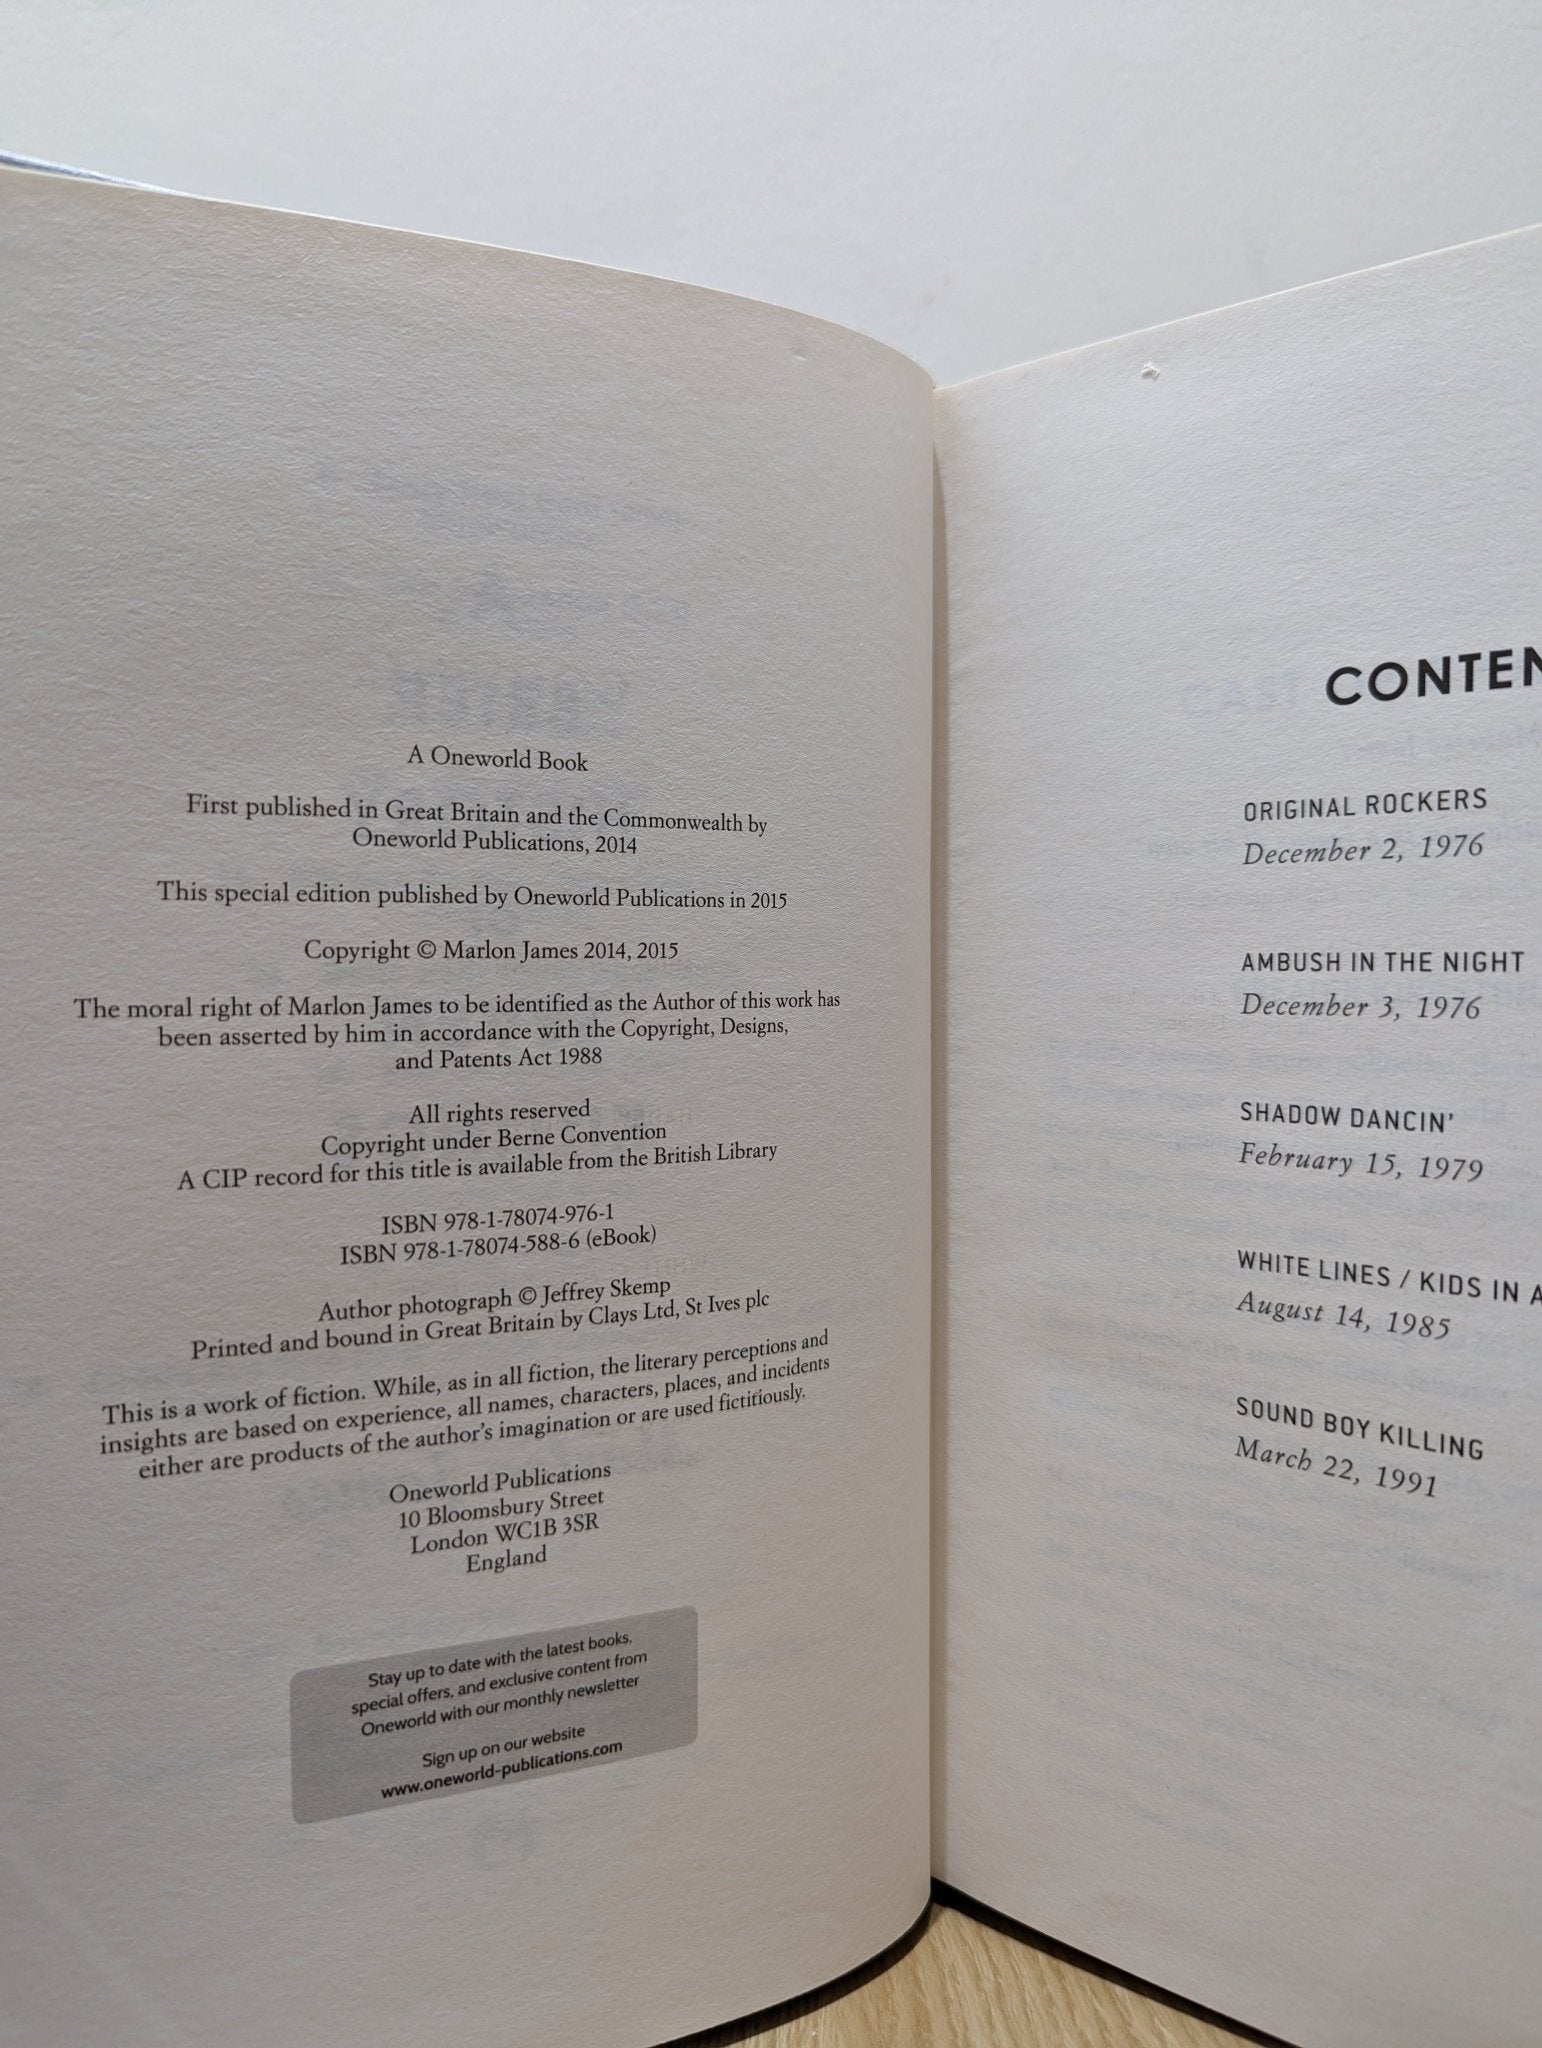 A Oneworld Book
First published in Great Britain and the Commonwealth by
Oneworld Publications, 2014
This special edition published by Oneworld Publications in 2015
Copyright © Marlon James 2014, 2015
The moral right of Marlon James to be identified as the Author of this work has
been asserted by him in accordance with the Copyright, Designs,
and Patents Act 1988
All rights reserved
Copyright under Berne Convention
A CIP record for this title is available from the British Library
ISBN 978-1-78074-976-1
ISBN 978-1-78074-588-6 (eBook)
Author photograph © Jeffrey Skemp
Printed and bound in Great Britain by Clays Ltd, St Ives plc
This is a work of fiction. While, as in all fiction, the literary perceptions and
insights are based on experience, all names, characters, places, and incidents
either are products of the author's imagination or are used fictitiously.
Oneworld Publications
10 Bloomsbury Street
London WC1B 3SR
England
Stay up to date with the latest books,
special offers, and exclusive content from
Oneworld with our monthly newsletter
Sign up on our website
www.oneworld-publications.com
CONTEN
ORIGINAL ROCKERS
December 2, 1976
AMBUSH IN THE NIGHT
December 3, 1976
SHADOW DANCIN'
February 15, 1979
WHITE LINES / KIDS IN A
August 14, 1985
SOUND BOY KILLING
March 22, 1991